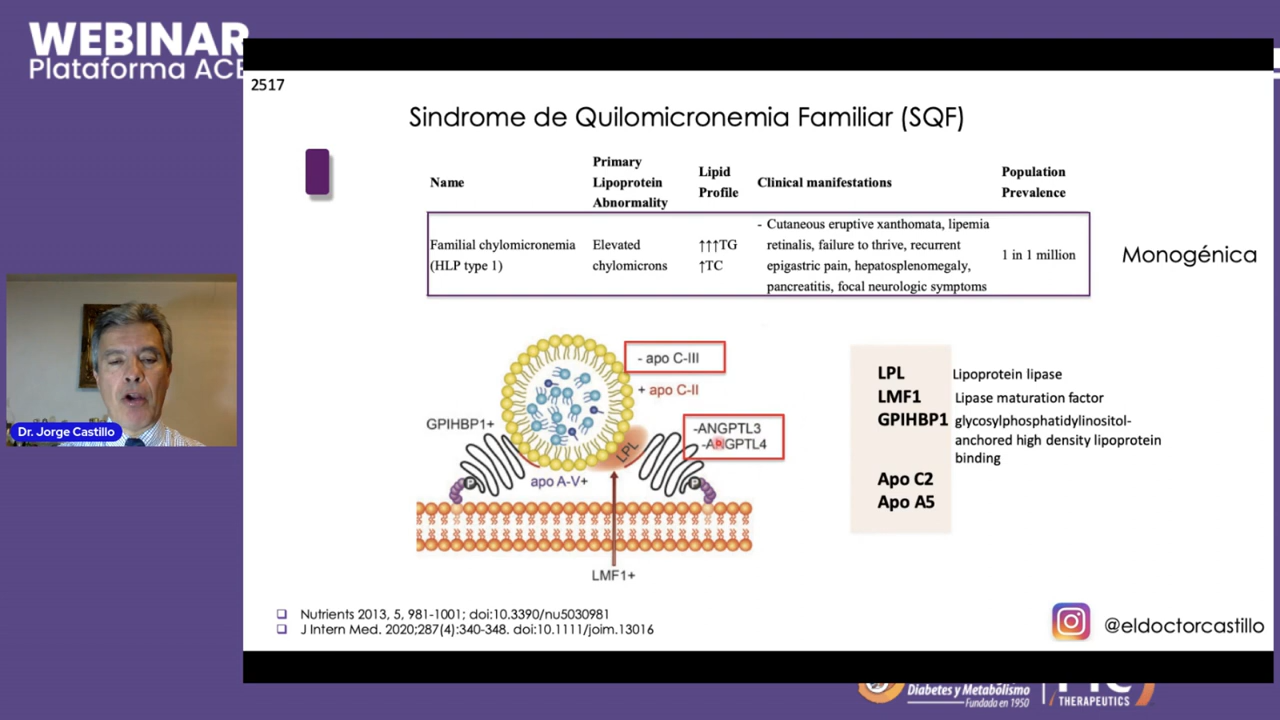 WEBINAR
Plataforma ACE
2517
Sindrome de Quilomicronemia Familiar (SQF)
Name
Primary
Lipoprotein
Abnormality
Lipid
Profile
Clinical manifestations
Population
Prevalence
Familial chylomicronemia
(HLP type 1)
Elevated
chylomicrons
↑↑↑TG
↑TC
- Cutaneous eruptive xanthomata, lipemia
retinalis, failure to thrive, recurrent
epigastric pain, hepatosplenomegaly,
pancreatitis, focal neurologic symptoms
1 in 1 million
Monogénica
- apo C-III
+ apo C-II
GPIHBP1+
-ANGPTL3
LPL
apo A-V+
P
P
LMF1+
LPL Lipoprotein lipase
LMF1 Lipase maturation factor
GPIHBP1 glycosylphosphatidylinositol-
anchored high density lipoprotein
binding
Apo C2
Apo A5
Dr. Jorge Castillo
Nutrients 2013, 5, 981-1001; doi:10.3390/nu5030981
J Intern Med. 2020;287(4):340-348. doi:10.1111/joim.13016
@eldoctorcastillo
Diabetes y Metabolismo
Fundada en 1950
THERAPEUTICS